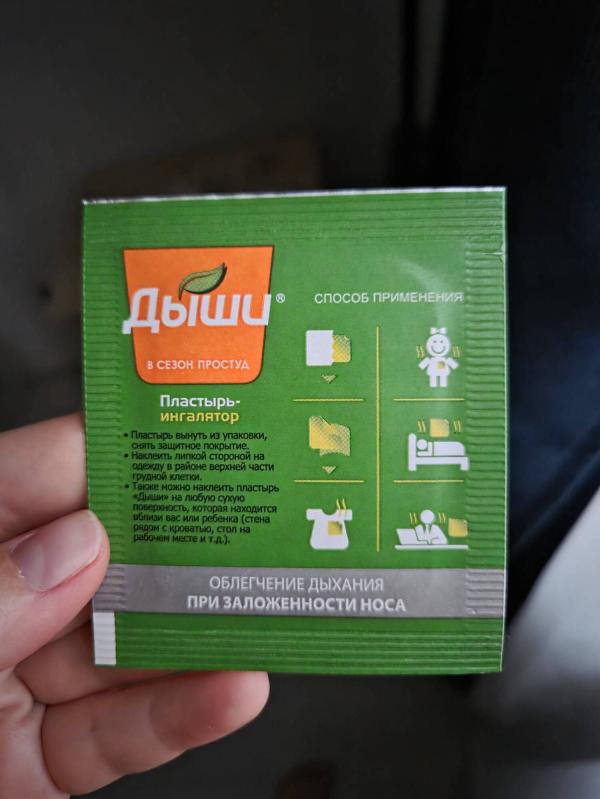 Дыши®
В СЕЗОН ПРОСТУД
Пластырь-
ингалятор
• Пластырь вынуть из упаковки,
снять защитное покрытие.
• Наклеить липкой стороной на
одежду в районе верхней части
грудной клетки.
• Также можно наклеить пластырь
«Дыши» на любую сухую
поверхность, которая находится
вблизи вас или ребенка (стена
рядом с кроватью, стол на
рабочем месте и т.д.).
СПОСОБ ПРИМЕНЕНИЯ
ОБЛЕГЧЕНИЕ ДЫХАНИЯ
ПРИ ЗАЛОЖЕННОСТИ НОСА